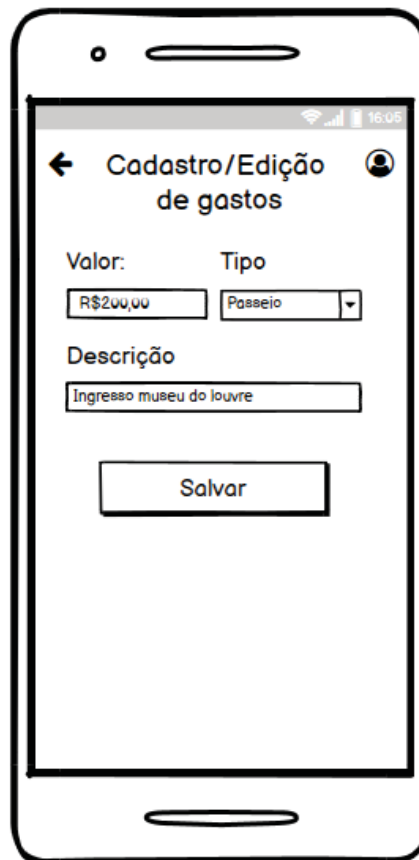 16:05
Cadastro/Edição
de gastos
Valor: Tipo
R$200,00 Passeio
Descrição
Ingresso museu do louvre
Salvar